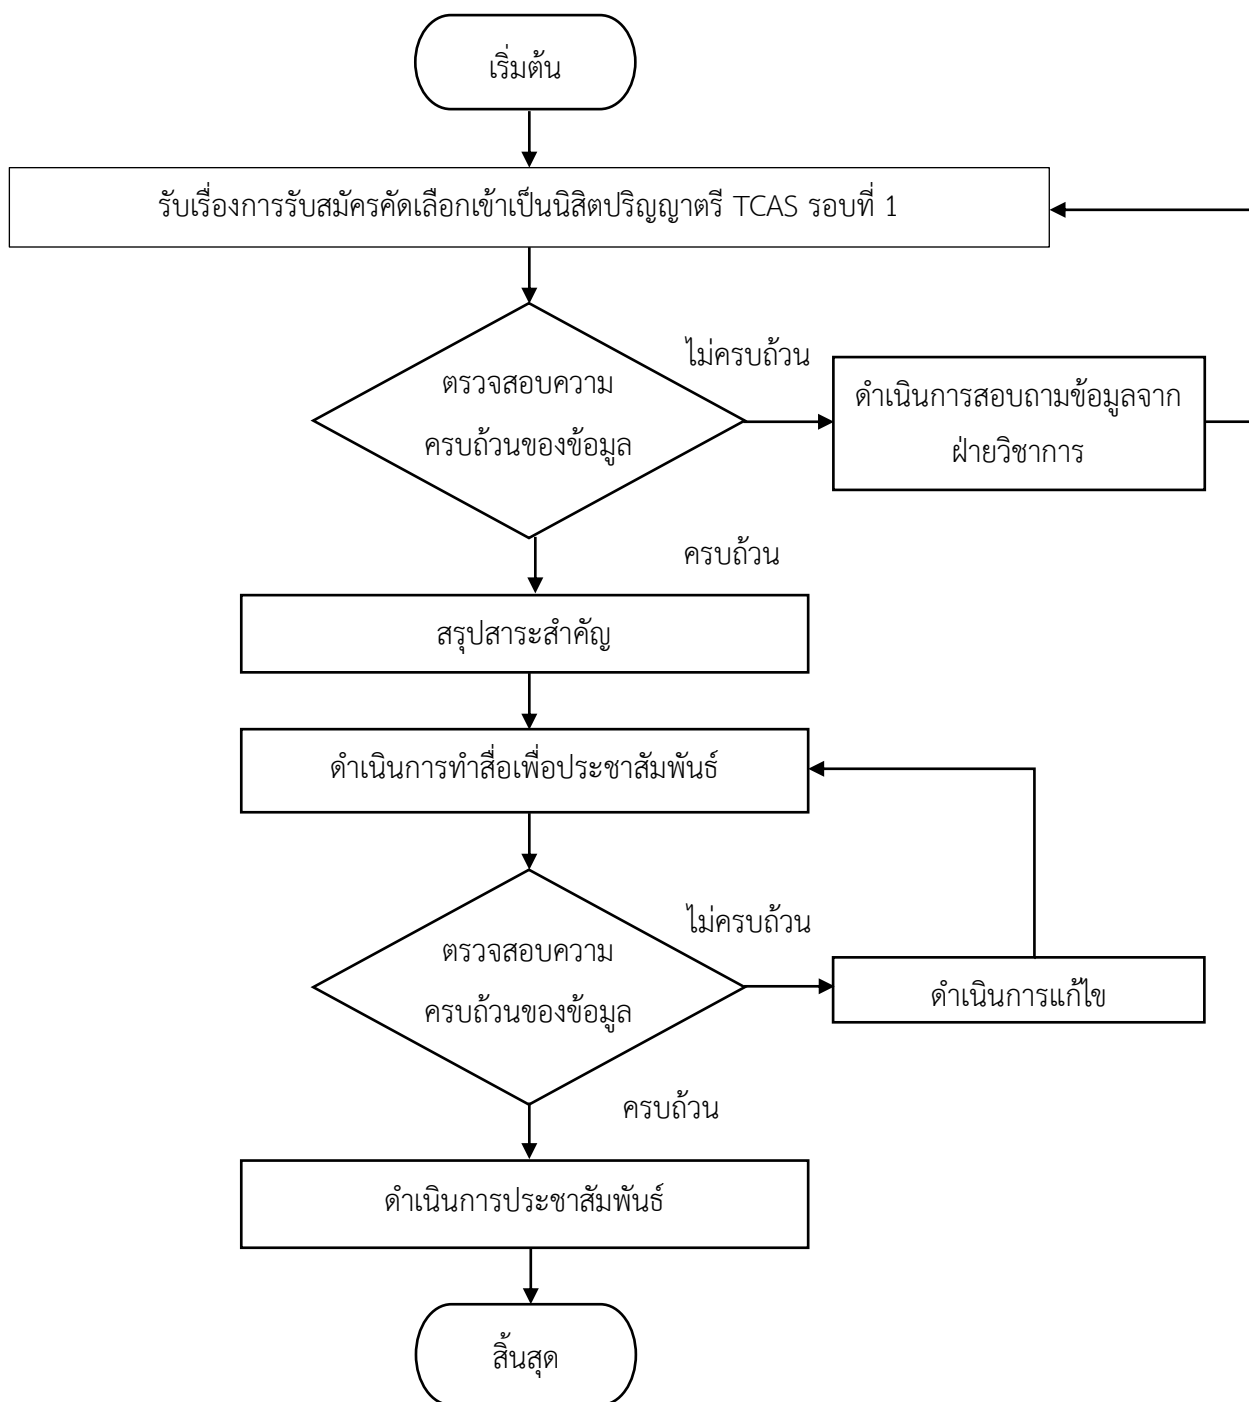 เริ่มต้น
รับเรื่องการรับสมัครคัดเลือกเข้าเป็นนิสิตปริญญาตรี TCAS รอบที่ 1
ตรวจสอบความ
ครบถ้วนของข้อมูล
ไม่ครบถ้วน
ดำเนินการสอบถามข้อมูลจาก
ฝ่ายวิชาการ
ครบถ้วน
สรุปสาระสำคัญ
ดำเนินการทำสื่อเพื่อประชาสัมพันธ์
ตรวจสอบความ
ครบถ้วนของข้อมูล
ไม่ครบถ้วน
ดำเนินการแก้ไข
ครบถ้วน
ดำเนินการประชาสัมพันธ์
สิ้นสุด